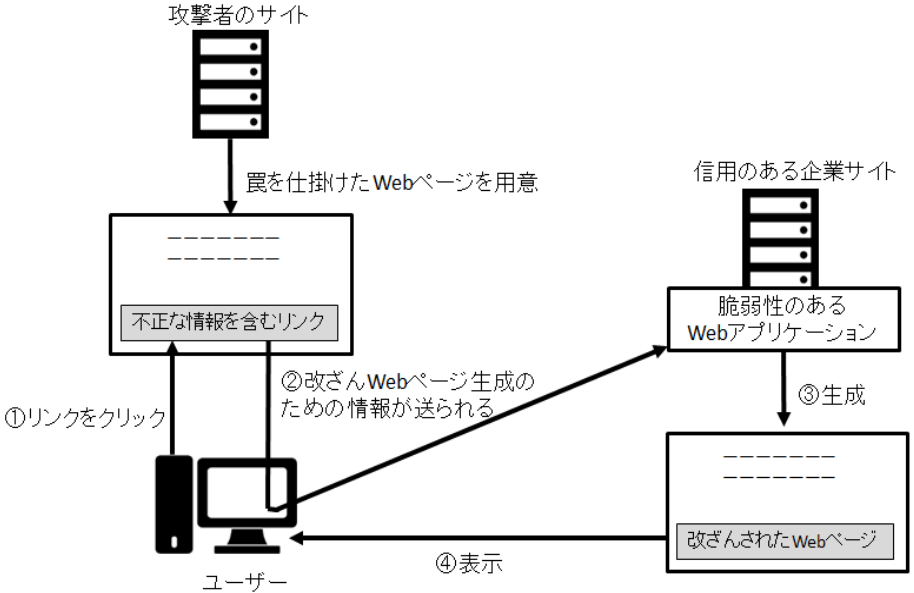 攻撃者のサイト
罠を仕掛けたWebページを用意
信用のある企業サイト
不正な情報を含むリンク
脆弱性のある
Webアプリケーション
②改ざんWebページ生成の
ための情報が送られる
①リンクをクリック
③生成
改ざんされたWebページ
④表示
ユーザー